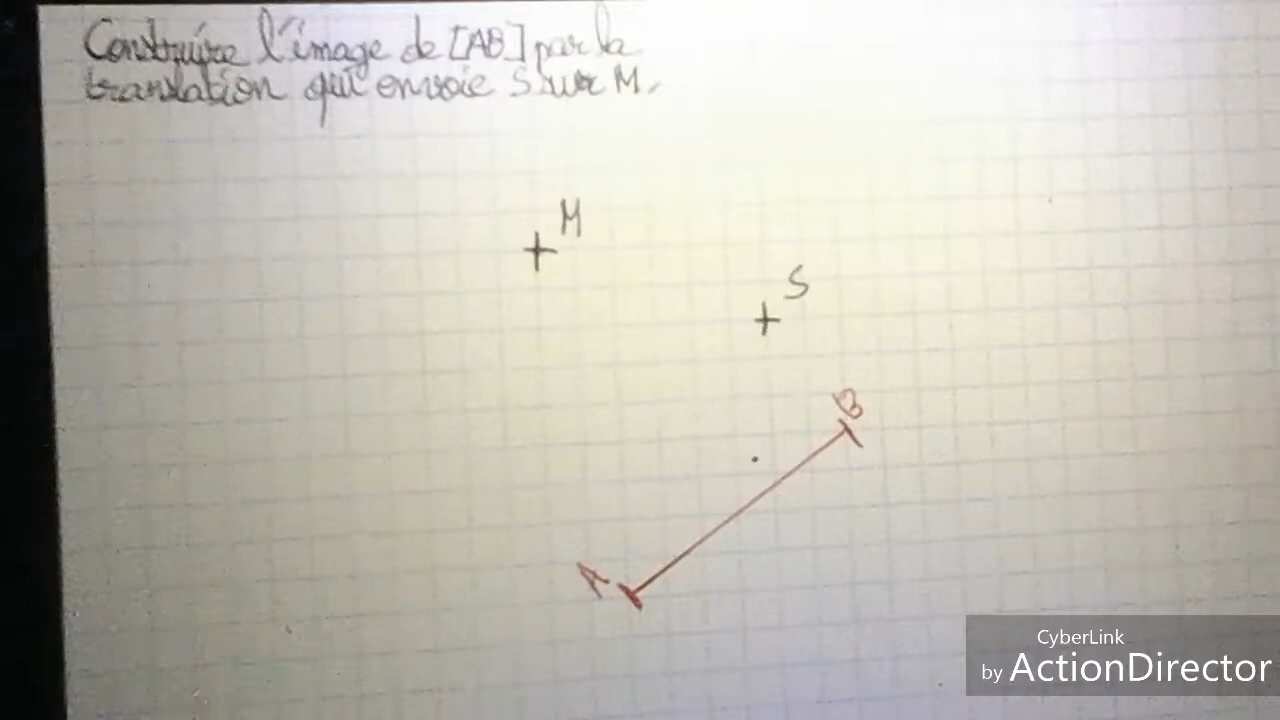 Construire l'image de [AB] par la
translation qui envoie S sur M.
M
S
B
A
CyberLink
by ActionDirector